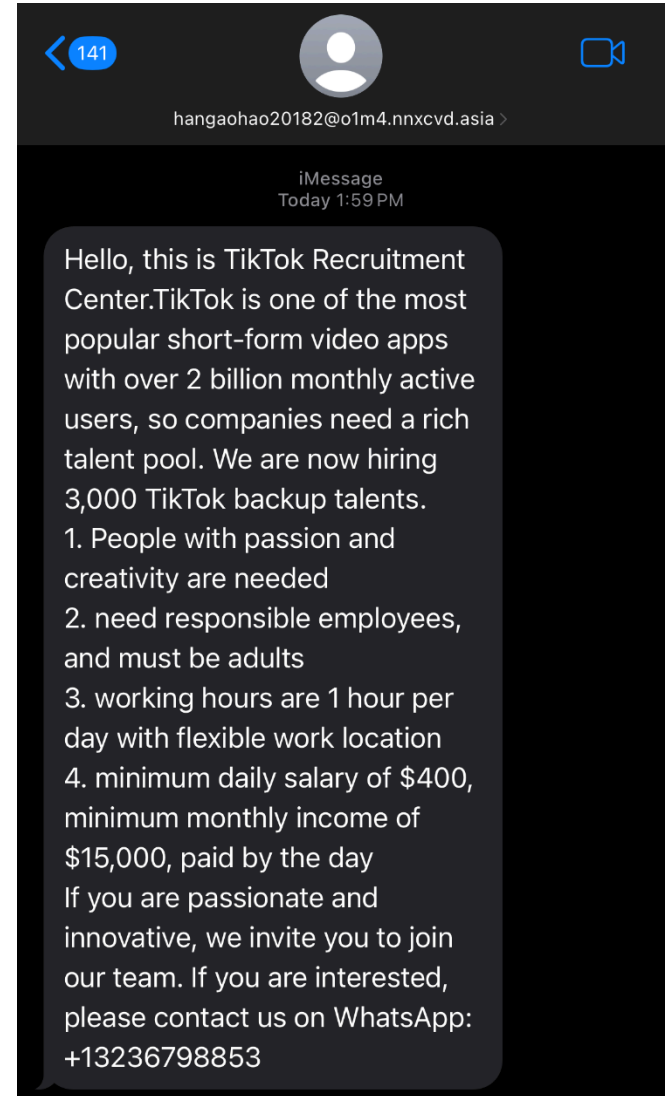 141
hangaohao20182@o1m4.nnxcvd.asia
iMessage
Today 1:59 PM
Hello, this is TikTok Recruitment
Center.TikTok is one of the most
popular short-form video apps
with over 2 billion monthly active
users, so companies need a rich
talent pool. We are now hiring
3,000 TikTok backup talents.
1. People with passion and
creativity are needed
2. need responsible employees,
and must be adults
3. working hours are 1 hour per
day with flexible work location
4. minimum daily salary of $400,
minimum monthly income of
$15,000, paid by the day
If you are passionate and
innovative, we invite you to join
our team. If you are interested,
please contact us on WhatsApp:
+13236798853